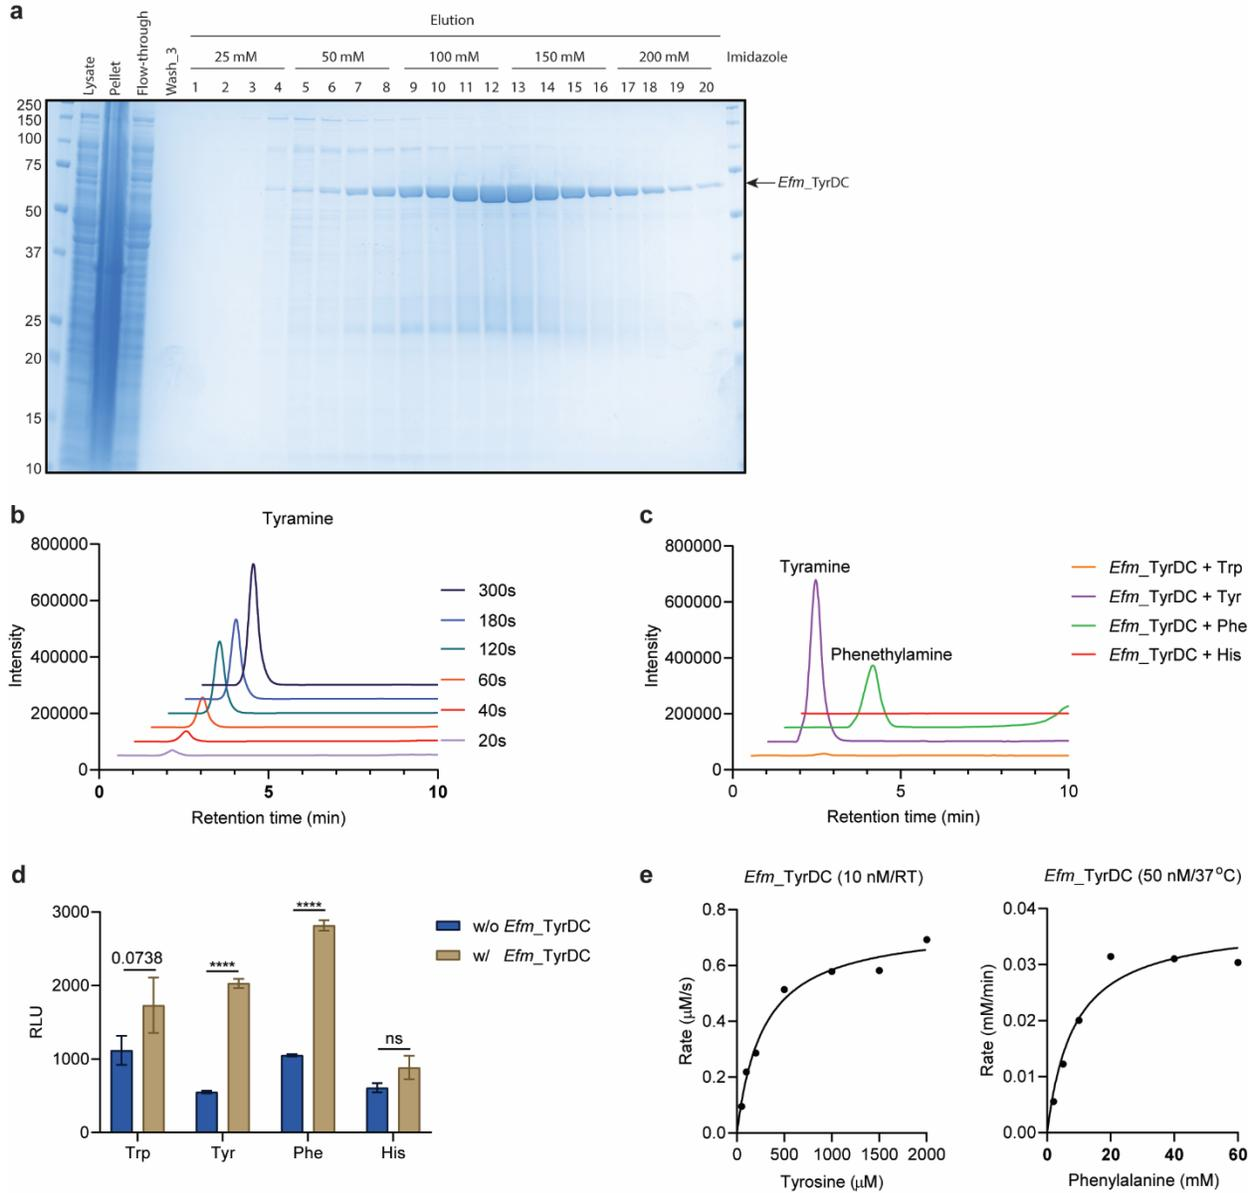 a
Elution
25 mM 50 mM 100 mM 150 mM 200 mM Imidazole
Lysate
Pellet
Flow-through
Wash_3
1 2 3 4 5 6 7 8 9 10 11 12 13 14 15 16 17 18 19 20
250
150
100
75
50
37
25
20
15
10
Efm_TyrDC
b
Tyramine
800000
600000
400000
200000
0
Intensity
0 5 10
Retention time (min)
300s
180s
120s
60s
40s
20s
c
800000
600000
400000
200000
0
Intensity
Tyramine
Phenethylamine
0 5 10
Retention time (min)
Efm_TyrDC + Trp
Efm_TyrDC + Tyr
Efm_TyrDC + Phe
Efm_TyrDC + His
d
3000
2000
1000
0
RLU
0.0738
****
****
ns
Trp Tyr Phe His
w/o Efm_TyrDC
w/ Efm_TyrDC
e
Efm_TyrDC (10 nM/RT)
0.8
0.6
0.4
0.2
0.0
Rate (μM/s)
0 500 1000 1500 2000
Tyrosine (μM)
Efm_TyrDC (50 nM/37 °C)
0.04
0.03
0.02
0.01
0.00
Rate (mM/min)
0 20 40 60
Phenylalanine (mM)